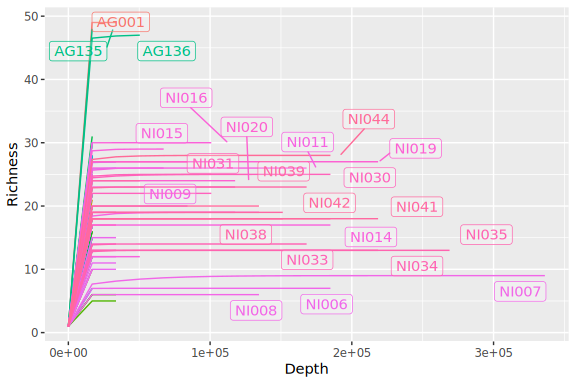 50
AG001
AG135
AG136
40
NI016
NI044
NI020
NI015
NI011
NI019
30
NI031
NI039
NI030
NI009
20
NI042
NI041
NI038
NI014
NI035
NI033
NI034
10
NI007
NI008
NI006
0
Richness
0e+00
1e+05
2e+05
3e+05
Depth